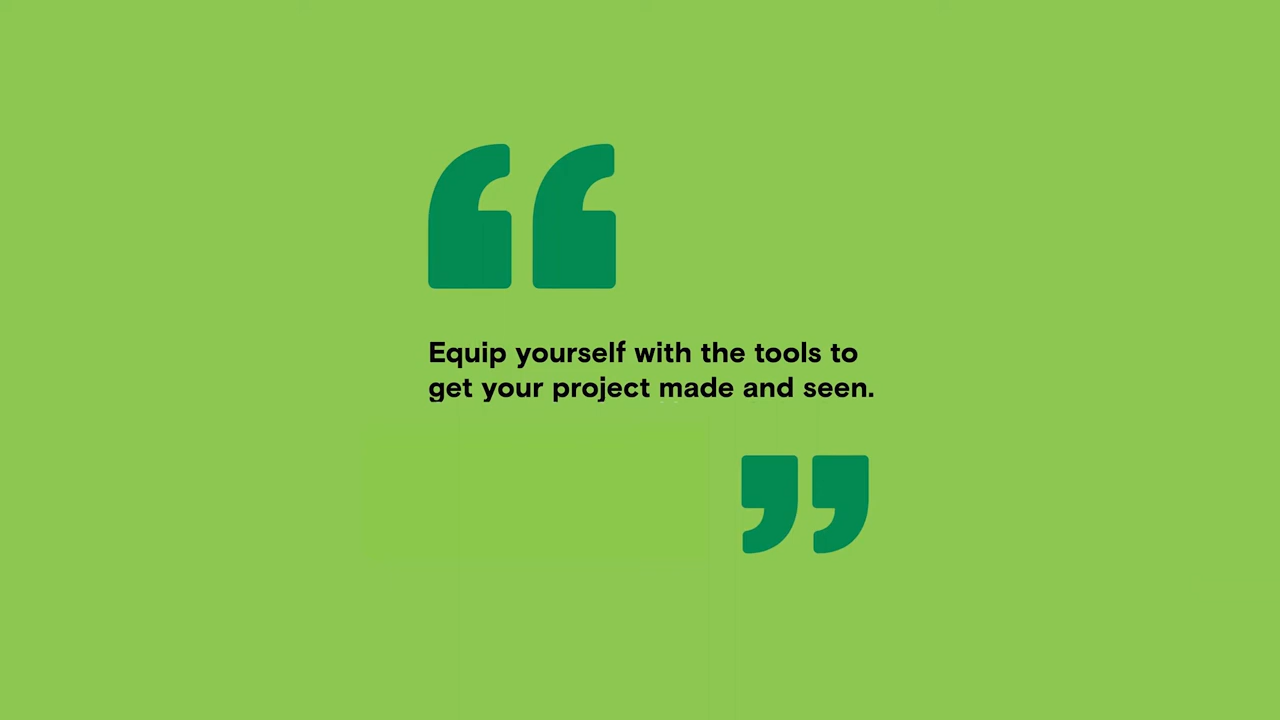 “
Equip yourself with the tools to
get your project made and seen.
”